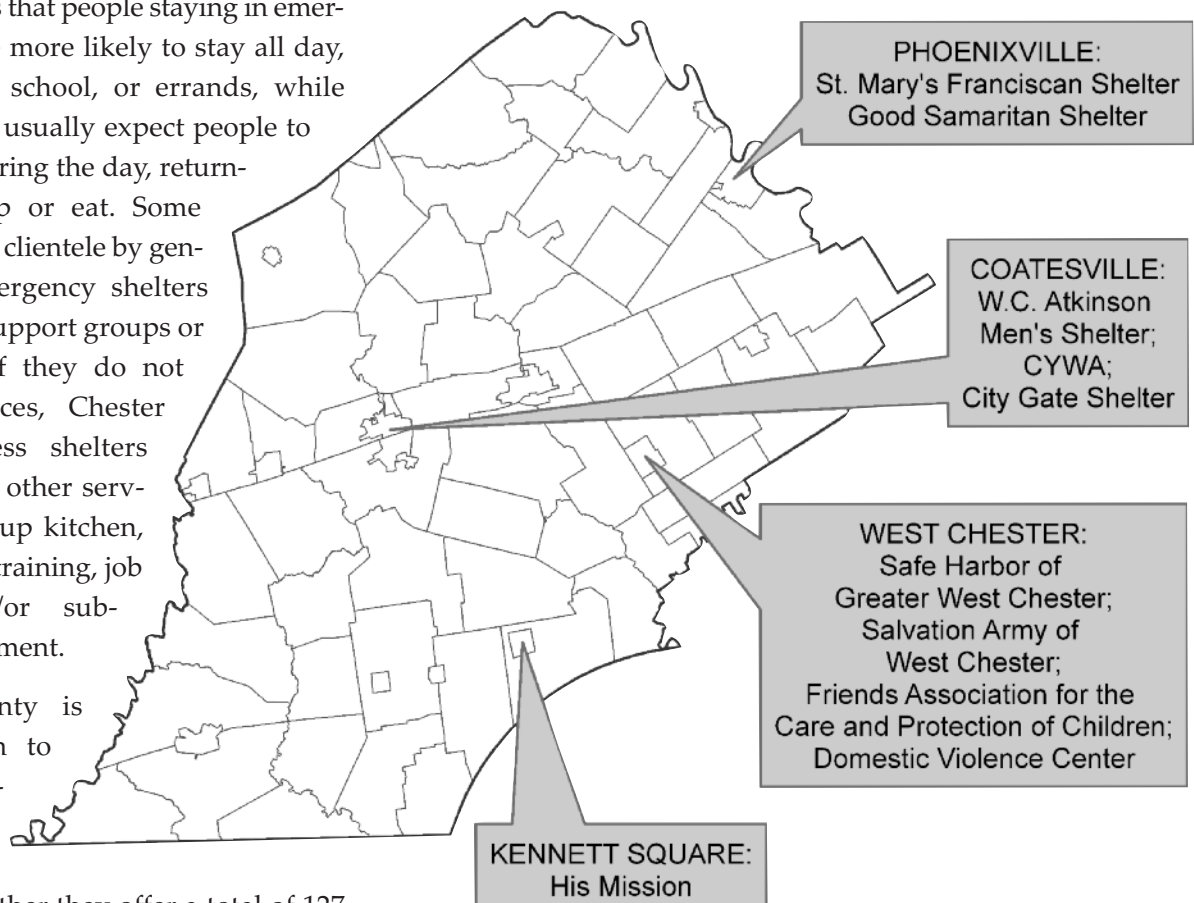 s that people staying in emer-
more likely to stay all day,
school, or errands, while
usually expect people to
ring the day, return-
p or eat. Some
clientele by gen-
ergency shelters
upport groups or
f they do not
ces, Chester
ess shelters
other serv-
up kitchen,
training, job
/or sub-
ment.
nty is
n to
-
ther they offer a total of 127
PHOENIXVILLE:
St. Mary's Franciscan Shelter
Good Samaritan Shelter
COATESVILLE:
W.C. Atkinson
Men's Shelter;
CYWA;
City Gate Shelter
WEST CHESTER:
Safe Harbor of
Greater West Chester;
Salvation Army of
West Chester;
Friends Association for the
Care and Protection of Children;
Domestic Violence Center
KENNETT SQUARE:
His Mission